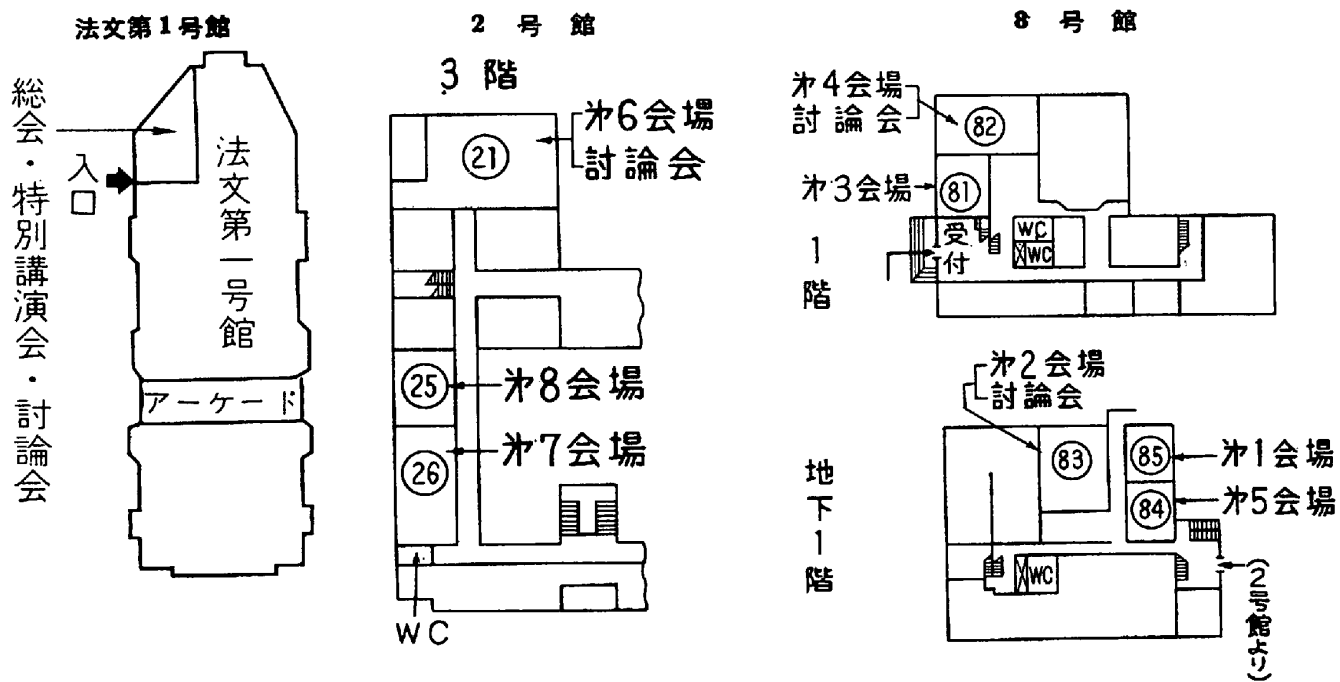 法文第1号館
総会・特別講演会・討論会
入口
法文第一号館
アーケード
2号館
3階
㉑
第6会場
討論会
㉕
第8会場
㉖
第7会場
WC
8号館
1階
第4会場
討論会
82
第3会場
81
受付
WC
WC
地下1階
第2会場
討論会
83
85
第1会場
84
第5会場
WC
(2号館より)